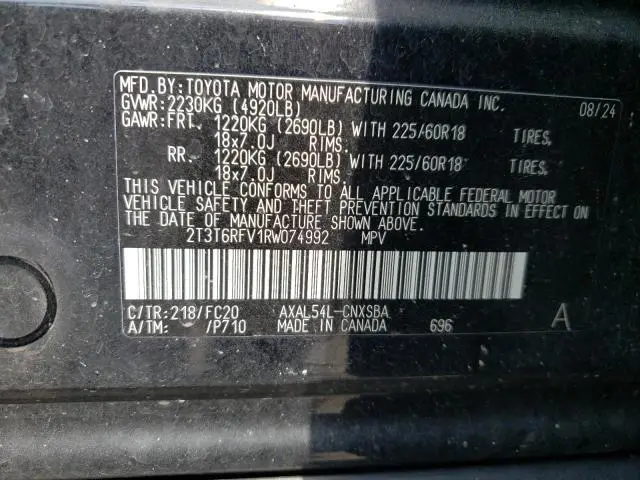 MFD.BY:TOYOTA MOTOR MANUFACTURING CANADA INC. 08/24
GVWR:2230KG (4920LB)
GAWR:FRT. 1220KG (2690LB) WITH 225/60R18 TIRES,
18x7.0J RIMS.
RR. 1220KG (2690LB) WITH 225/60R18 TIRES,
18x7.0J RIMS.
THIS VEHICLE CONFORMS TO ALL APPLICABLE FEDERAL MOTOR
VEHICLE SAFETY AND THEFT PREVENTION STANDARDS IN EFFECT ON
THE DATE OF MANUFACTURE SHOWN ABOVE.
2T3T6RFV1RW074992 MPV
C/TR:218/FC20 AXAL54L-CNXSBA
A/TM: /P710 MADE IN CANADA 696 A